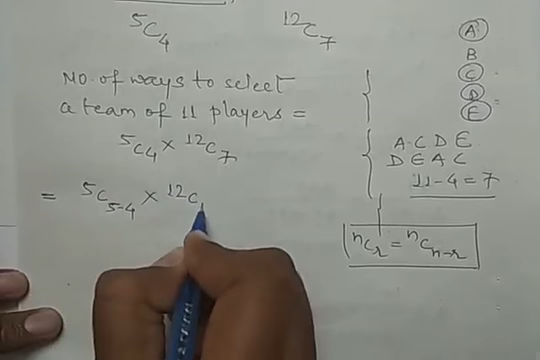 ⁵C₄ ¹²C₇
No. of ways to select
a team of 11 players =
⁵C₄ × ¹²C₇
= ⁵C₅₋₄ × ¹²C
A
B
C
D
E
A C D E
D E A C
11-4=7
ⁿCᵣ = ⁿCₙ₋ᵣ